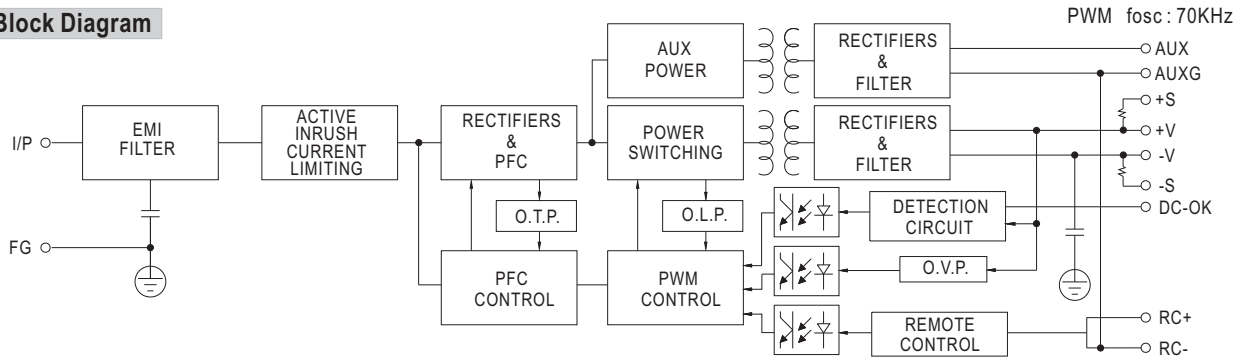 Block Diagram
PWM fosc : 70KHz
AUX
POWER
RECTIFIERS
&
FILTER
AUX
AUXG
I/P
EMI
FILTER
ACTIVE
INRUSH
CURRENT
LIMITING
RECTIFIERS
&
PFC
POWER
SWITCHING
RECTIFIERS
&
FILTER
+S
+V
-V
-S
O.T.P.
O.L.P.
DETECTION
CIRCUIT
DC-OK
FG
PFC
CONTROL
PWM
CONTROL
O.V.P.
REMOTE
CONTROL
RC+
RC-